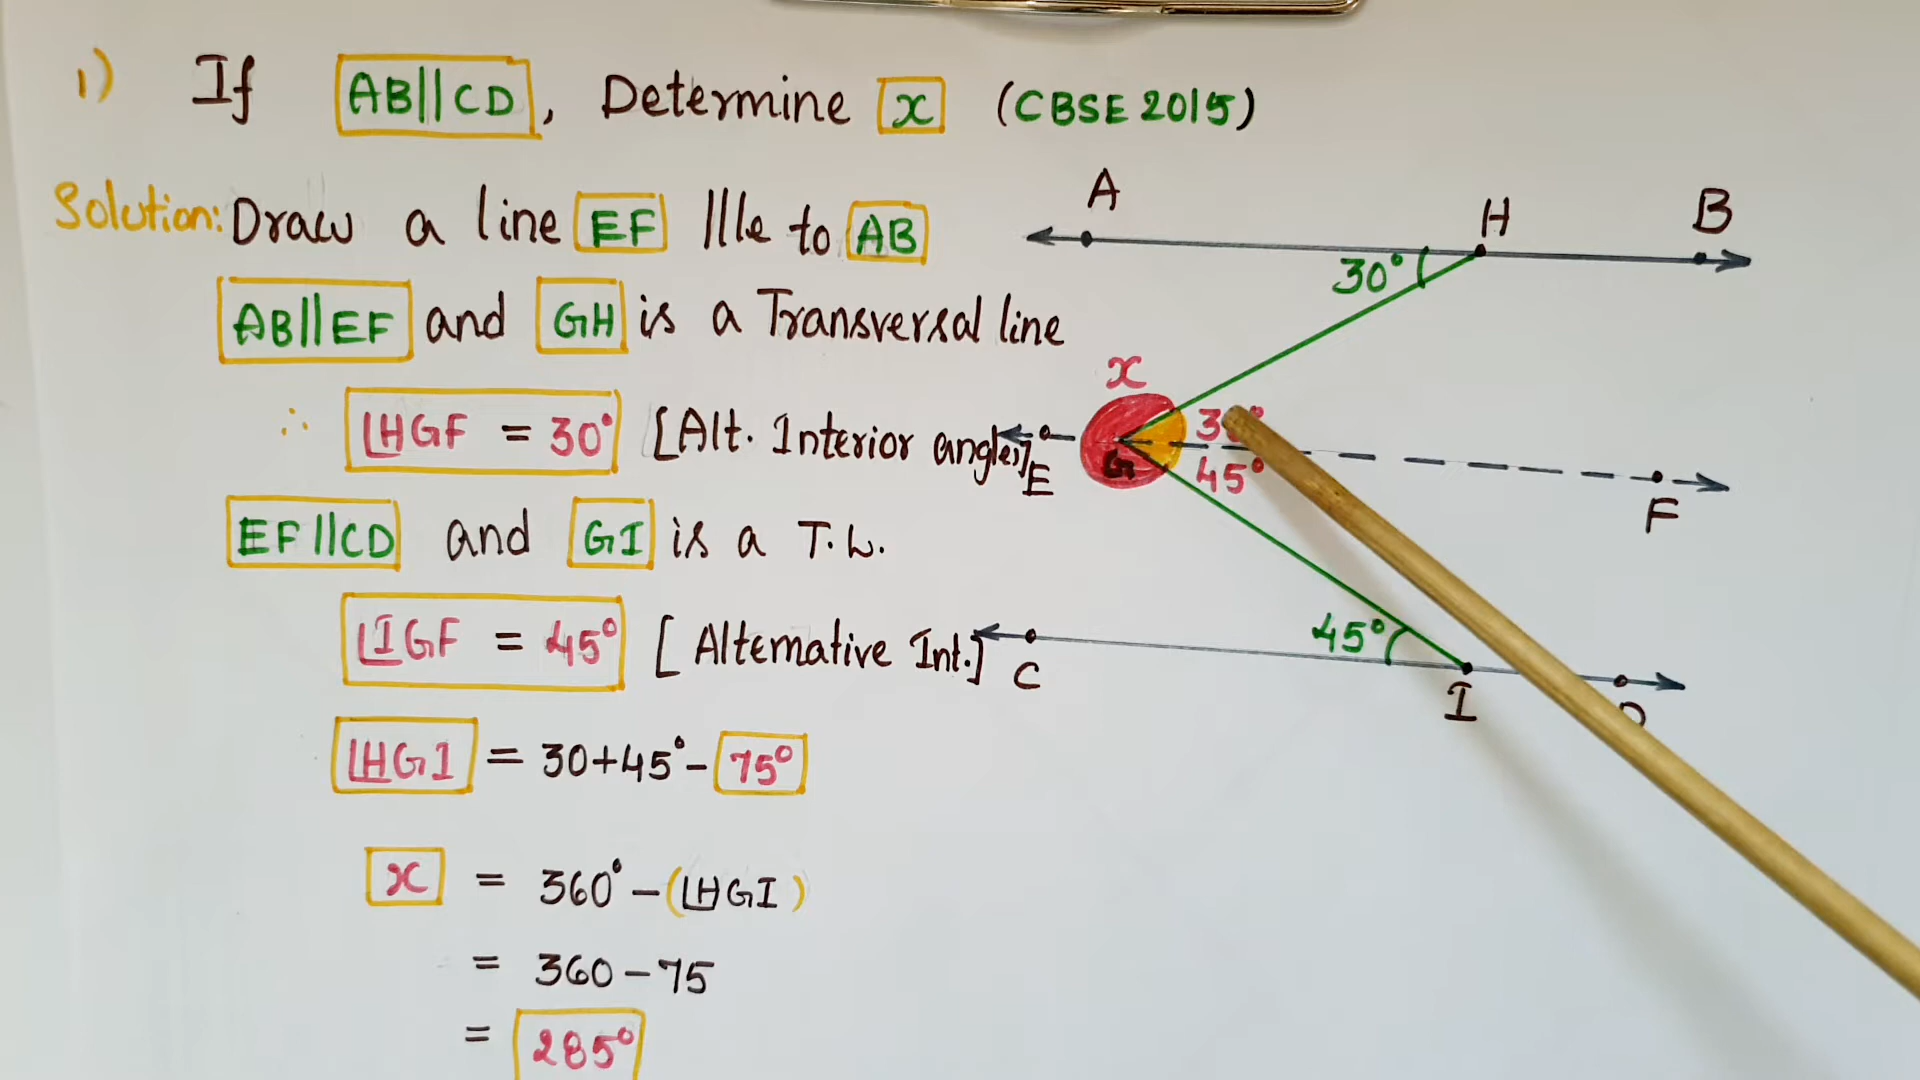 1) If AB||CD, Determine x (CBSE 2015)
Solution: Draw a line EF ||le to AB
AB||EF and GH is a Transversal line
∴ ∠HGF = 30° [Alt. Interior angles]
EF||CD and GI is a T.L.
∠IGF = 45° [Alternative Int.]
∠HGI = 30+45° - 75°
x = 360° - (∠HGI)
= 360 - 75
= 285°
A
H
B
30°
x
45°
E
G
F
45°
C
I